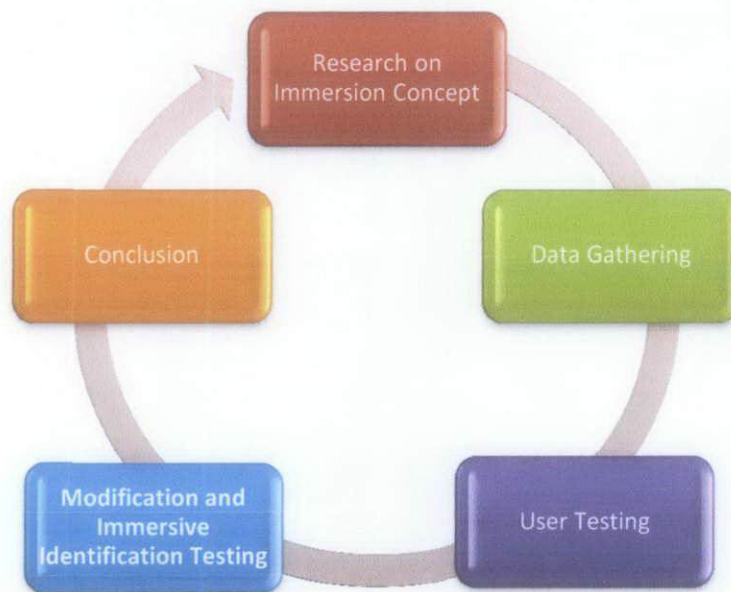 Research on
Immersion Concept
Data Gathering
User Testing
Modification and
Immersive
Identification Testing
Conclusion